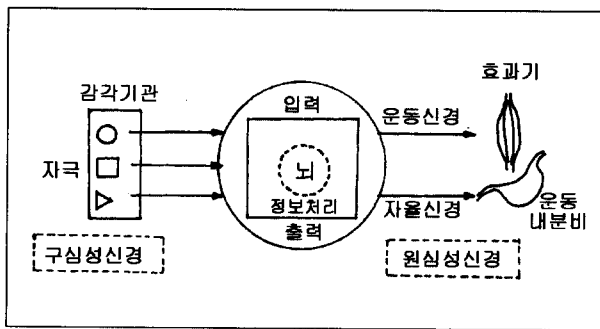 감각기관
자극
구심성신경
입력
뇌
정보처리
출력
운동신경
자율신경
원심성신경
효과기
운동
내분비